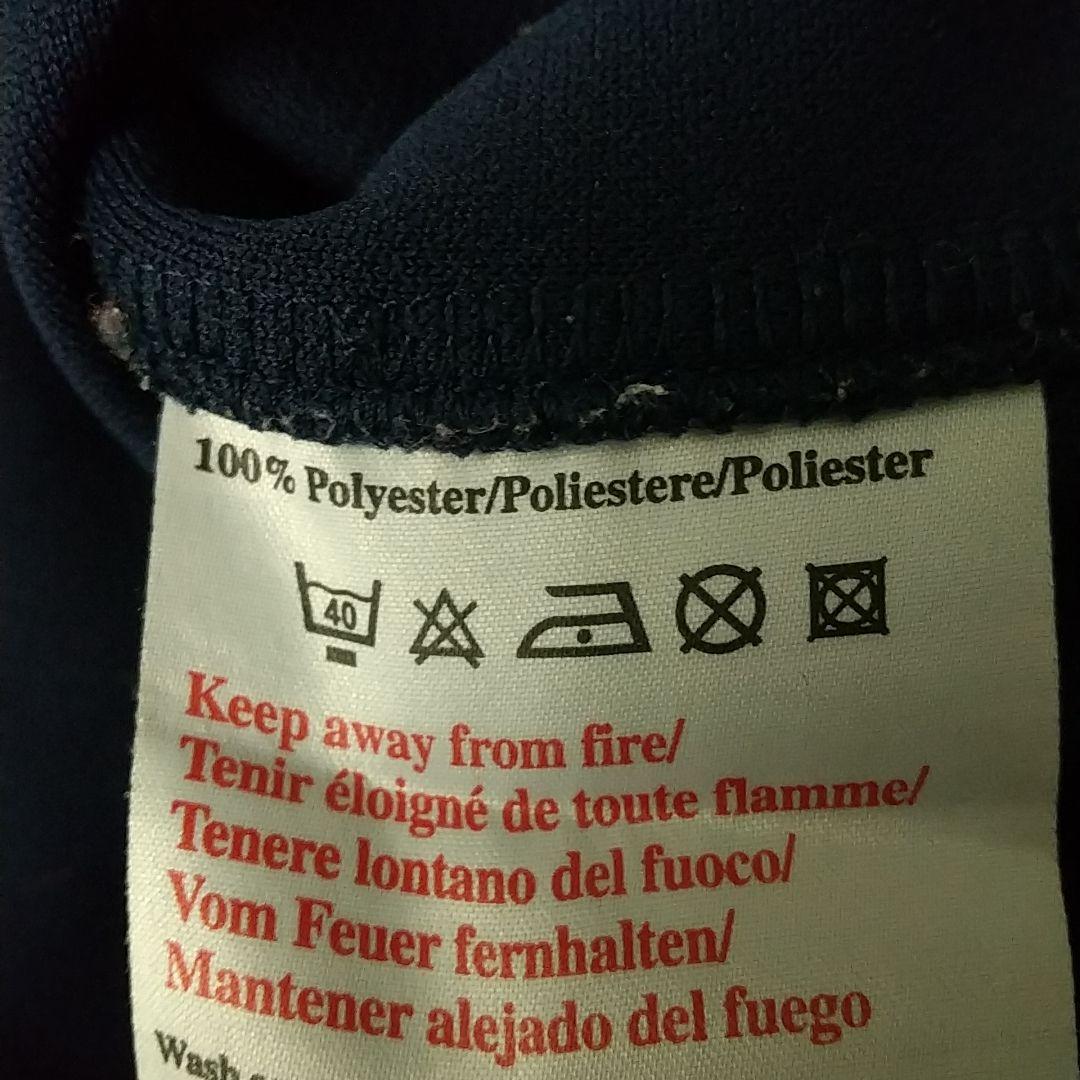 100% Polyester/Poliestere/Poliester
40
Keep away from fire/
Tenir éloigné de toute flamme/
Tenere lontano del fuoco/
Vom Feuer fernhalten/
Mantener alejado del fuego
Wash